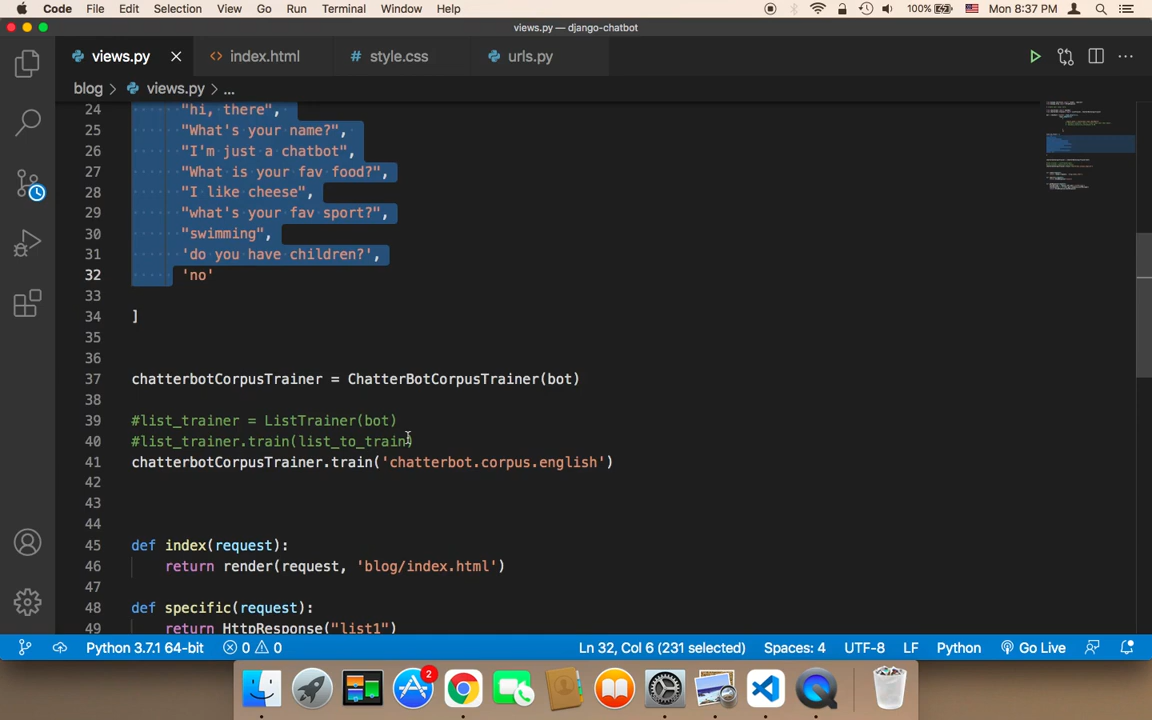 Code File Edit Selection View Go Run Terminal Window Help 100% Mon 8:37 PM
views.py — django-chatbot
views.py index.html # style.css urls.py
blog > views.py > ...
24 "hi, there",
25 "What's your name?",
26 "I'm just a chatbot",
27 "What is your fav food?",
28 "I like cheese",
29 "what's your fav sport?",
30 "swimming",
31 'do you have children?',
32 'no'
33
34 ]
35
36
37 chatterbotCorpusTrainer = ChatterBotCorpusTrainer(bot)
38
39 #list_trainer = ListTrainer(bot)
40 #list_trainer.train(list_to_train)
41 chatterbotCorpusTrainer.train('chatterbot.corpus.english')
42
43
44
45 def index(request):
46 return render(request, 'blog/index.html')
47
48 def specific(request):
49 return HttpResponse("list1")
Python 3.7.1 64-bit 0 0 Ln 32, Col 6 (231 selected) Spaces: 4 UTF-8 LF Python Go Live
2